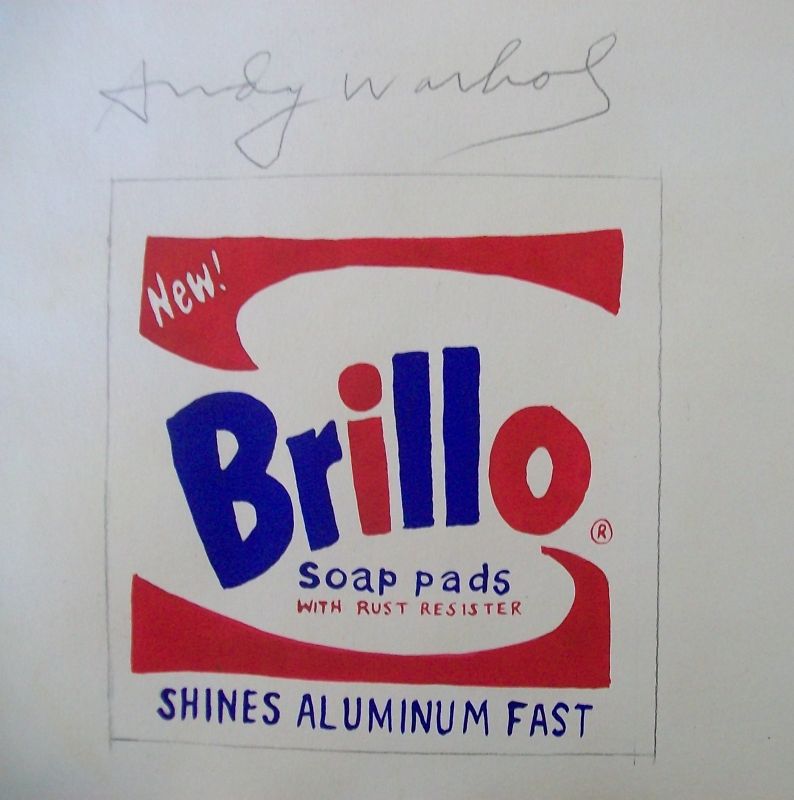 Andy Warhol
New!
Brillo®
soap pads
WITH RUST RESISTER
SHINES ALUMINUM FAST